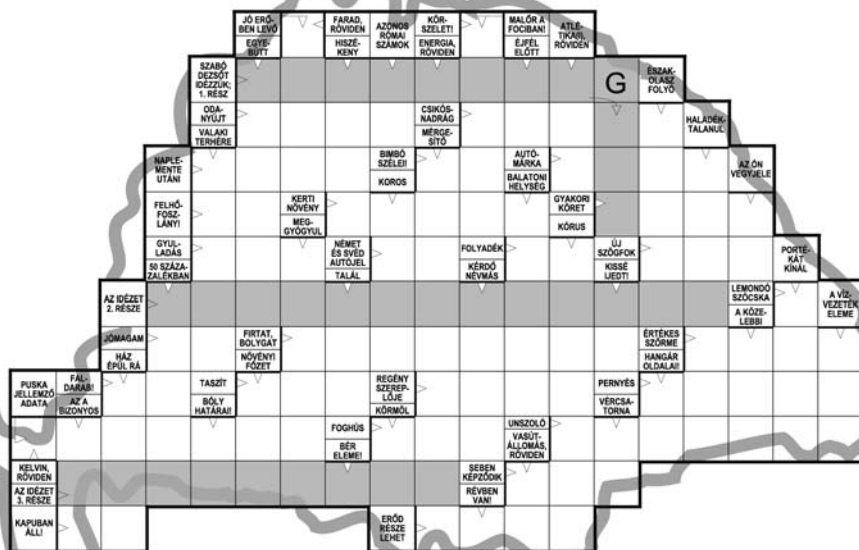 JÓ ERŐ-
BEN LEVŐ
EGYE-
BÜTT
FARAD,
RÖVIDEN
HISZÉ-
KENY
AZONOS
RÓMAI
SZÁMOK
KÖR-
SZELET!
ENERGIA,
RÖVIDEN
MALŐR A
FOCIBAN!
ÉJFÉL
ELŐTT
ATLÉ-
TIKA(I),
RÖVIDEN
SZABÓ
DEZSŐT
IDÉZZÜK;
1. RÉSZ
G
ÉSZAK-
OLASZ
FOLYÓ
ODA-
NYÚJT
VALAKI
TERHÉRE
CSIKÓS-
NADRÁG
MÉRGE-
SÍTŐ
HALADÉK-
TALANUL
NAPLE-
MENTE
UTÁNI
BIMBÓ
SZÉLEI!
KOROS
AUTÓ-
MÁRKA
BALATONI
HELYSÉG
AZ ÓN
VEGYJELE
FELHŐ-
FOSZ-
LÁNY!
KERTI
NÖVÉNY
MEG-
GYÓGYUL
GYAKORI
KÖRET
KÓRUS
GYUL-
LADÁS
50 SZÁZA-
ZALÉKBAN
NÉMET
ÉS SVÉD
AUTÓJEL
TALÁL
FOLYADÉK
KÉRDŐ
NÉVMÁS
ÚJ
SZÖGFOK
KISSÉ
IJEDT!
PORTÉ-
KÁT
KÍNÁL
AZ IDÉZET
2. RÉSZE
LEMONDÓ
SZÓCSKA
A KÖZE-
LEBBI
A VÍZ-
VEZETÉK
ELEME
JÓMAGAM
HÁZ
ÉPÜL RÁ
FIRTAT,
BOLYGAT
NÖVÉNYI
FŐZET
ÉRTÉKES
SZŐRME
HANGÁR
OLDALAI!
PUSKA
JELLEMZŐ
ADATA
FAL-
DARAB!
AZ A
BIZONYOS
TASZÍT
BÓLY
HATÁRAI!
REGÉNY
SZEREP-
LŐJE
KÖRMÖL
PERNYÉS
VÉRCSA-
TORNA
FOGHÚS
BÉR
ELEME!
UNSZOLÓ
VASÚT-
ÁLLOMÁS,
RÖVIDEN
KELVIN,
RÖVIDEN
AZ IDÉZET
3. RÉSZE
SEBEN
KÉPZŐDIK
RÉVBEN
VAN!
KAPUBAN
ÁLL!
ERŐD
RÉSZE
LEHET